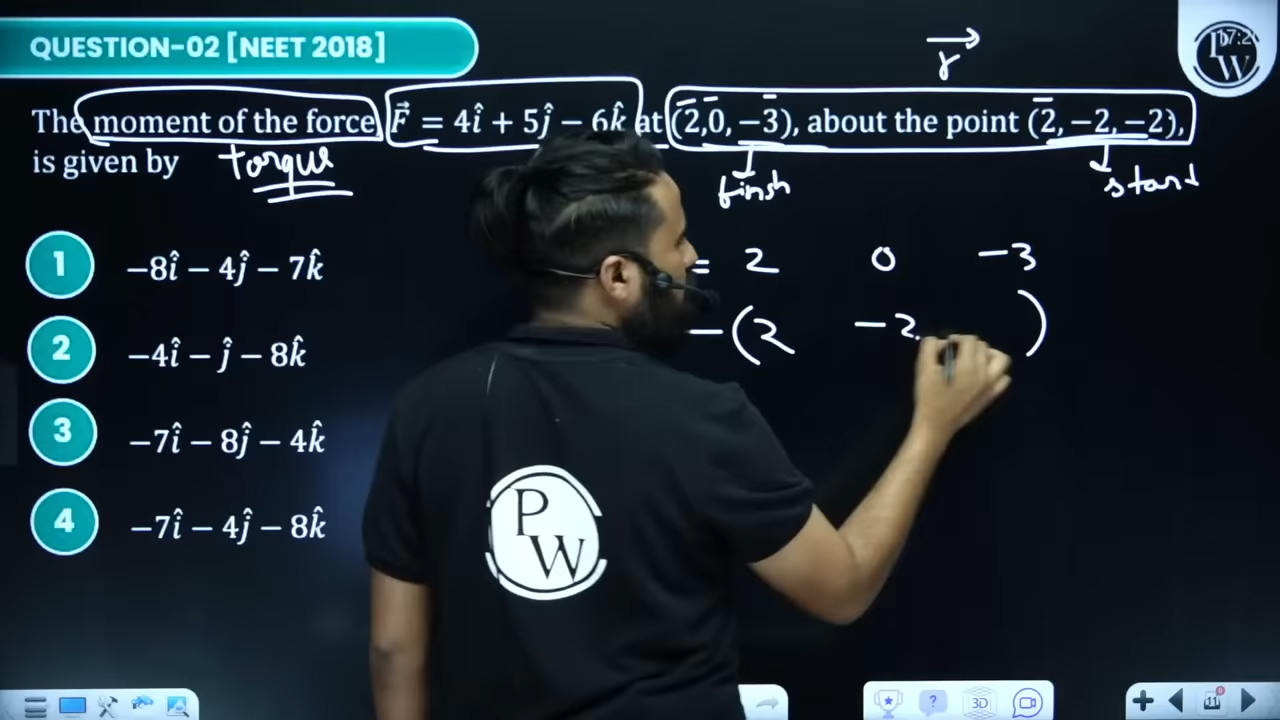 QUESTION-02 [NEET 2018]
The moment of the force F⃗ = 4î + 5ĵ − 6k̂ at (2,0, −3), about the point (2, −2, −2),
is given by
torque
r⃗
finish
start
1 −8î − 4ĵ − 7k̂
2 −4î − ĵ − 8k̂
3 −7î − 8ĵ − 4k̂
4 −7î − 4ĵ − 8k̂
= 2 0 −3
−(2 −2 )
P W
P W
3D
11